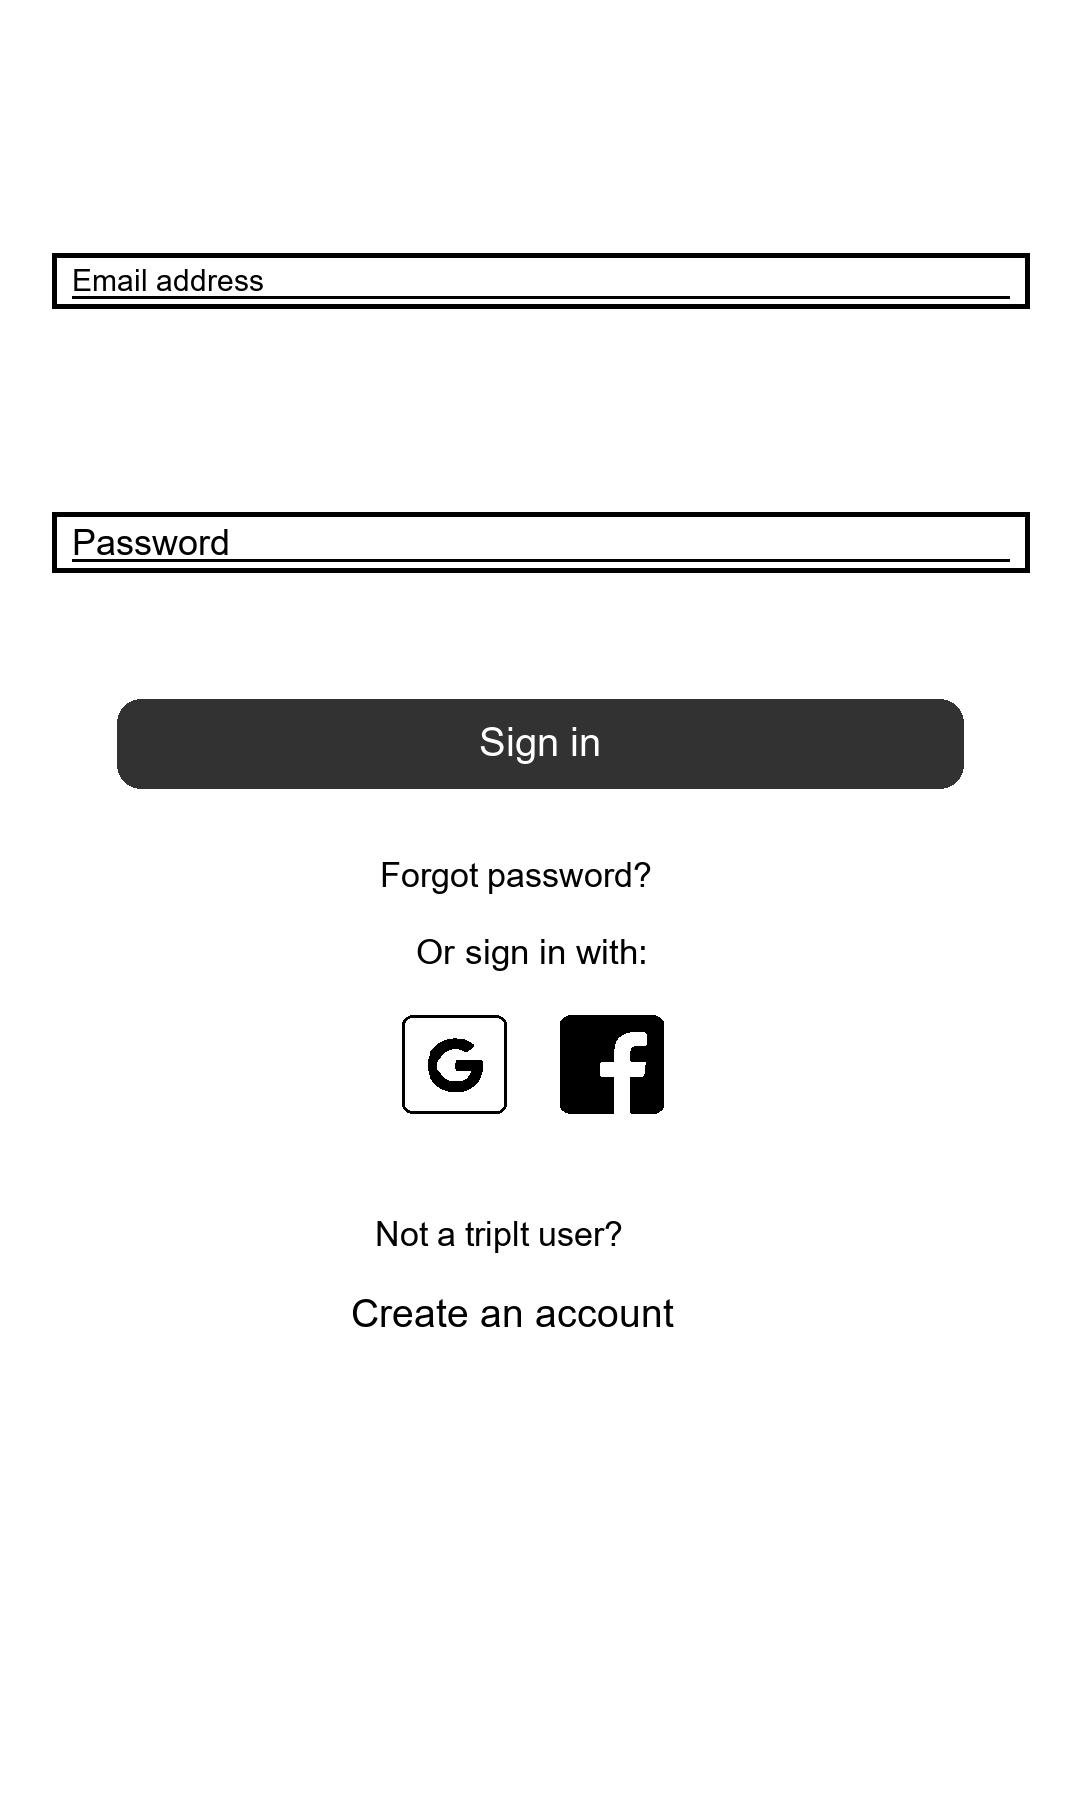 Email address
Password
Sign in
Forgot password?
Or sign in with:
G f
Not a tripIt user?
Create an account